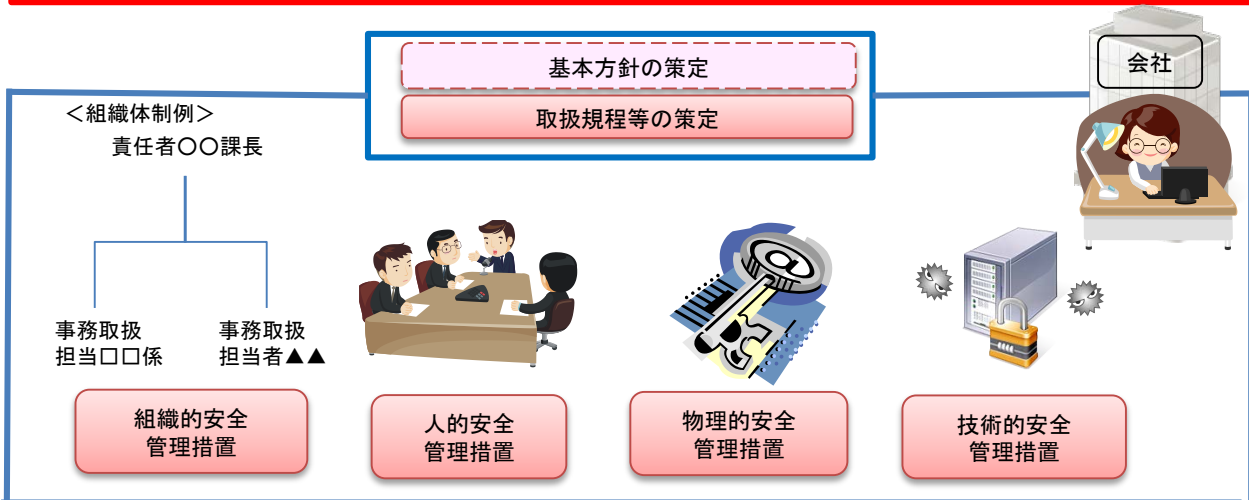 基本方針の策定
取扱規程等の策定
会社
＜組織体制例＞
責任者〇〇課長
事務取扱
担当□□係
事務取扱
担当者▲▲
組織的安全
管理措置
人的安全
管理措置
物理的安全
管理措置
技術的安全
管理措置